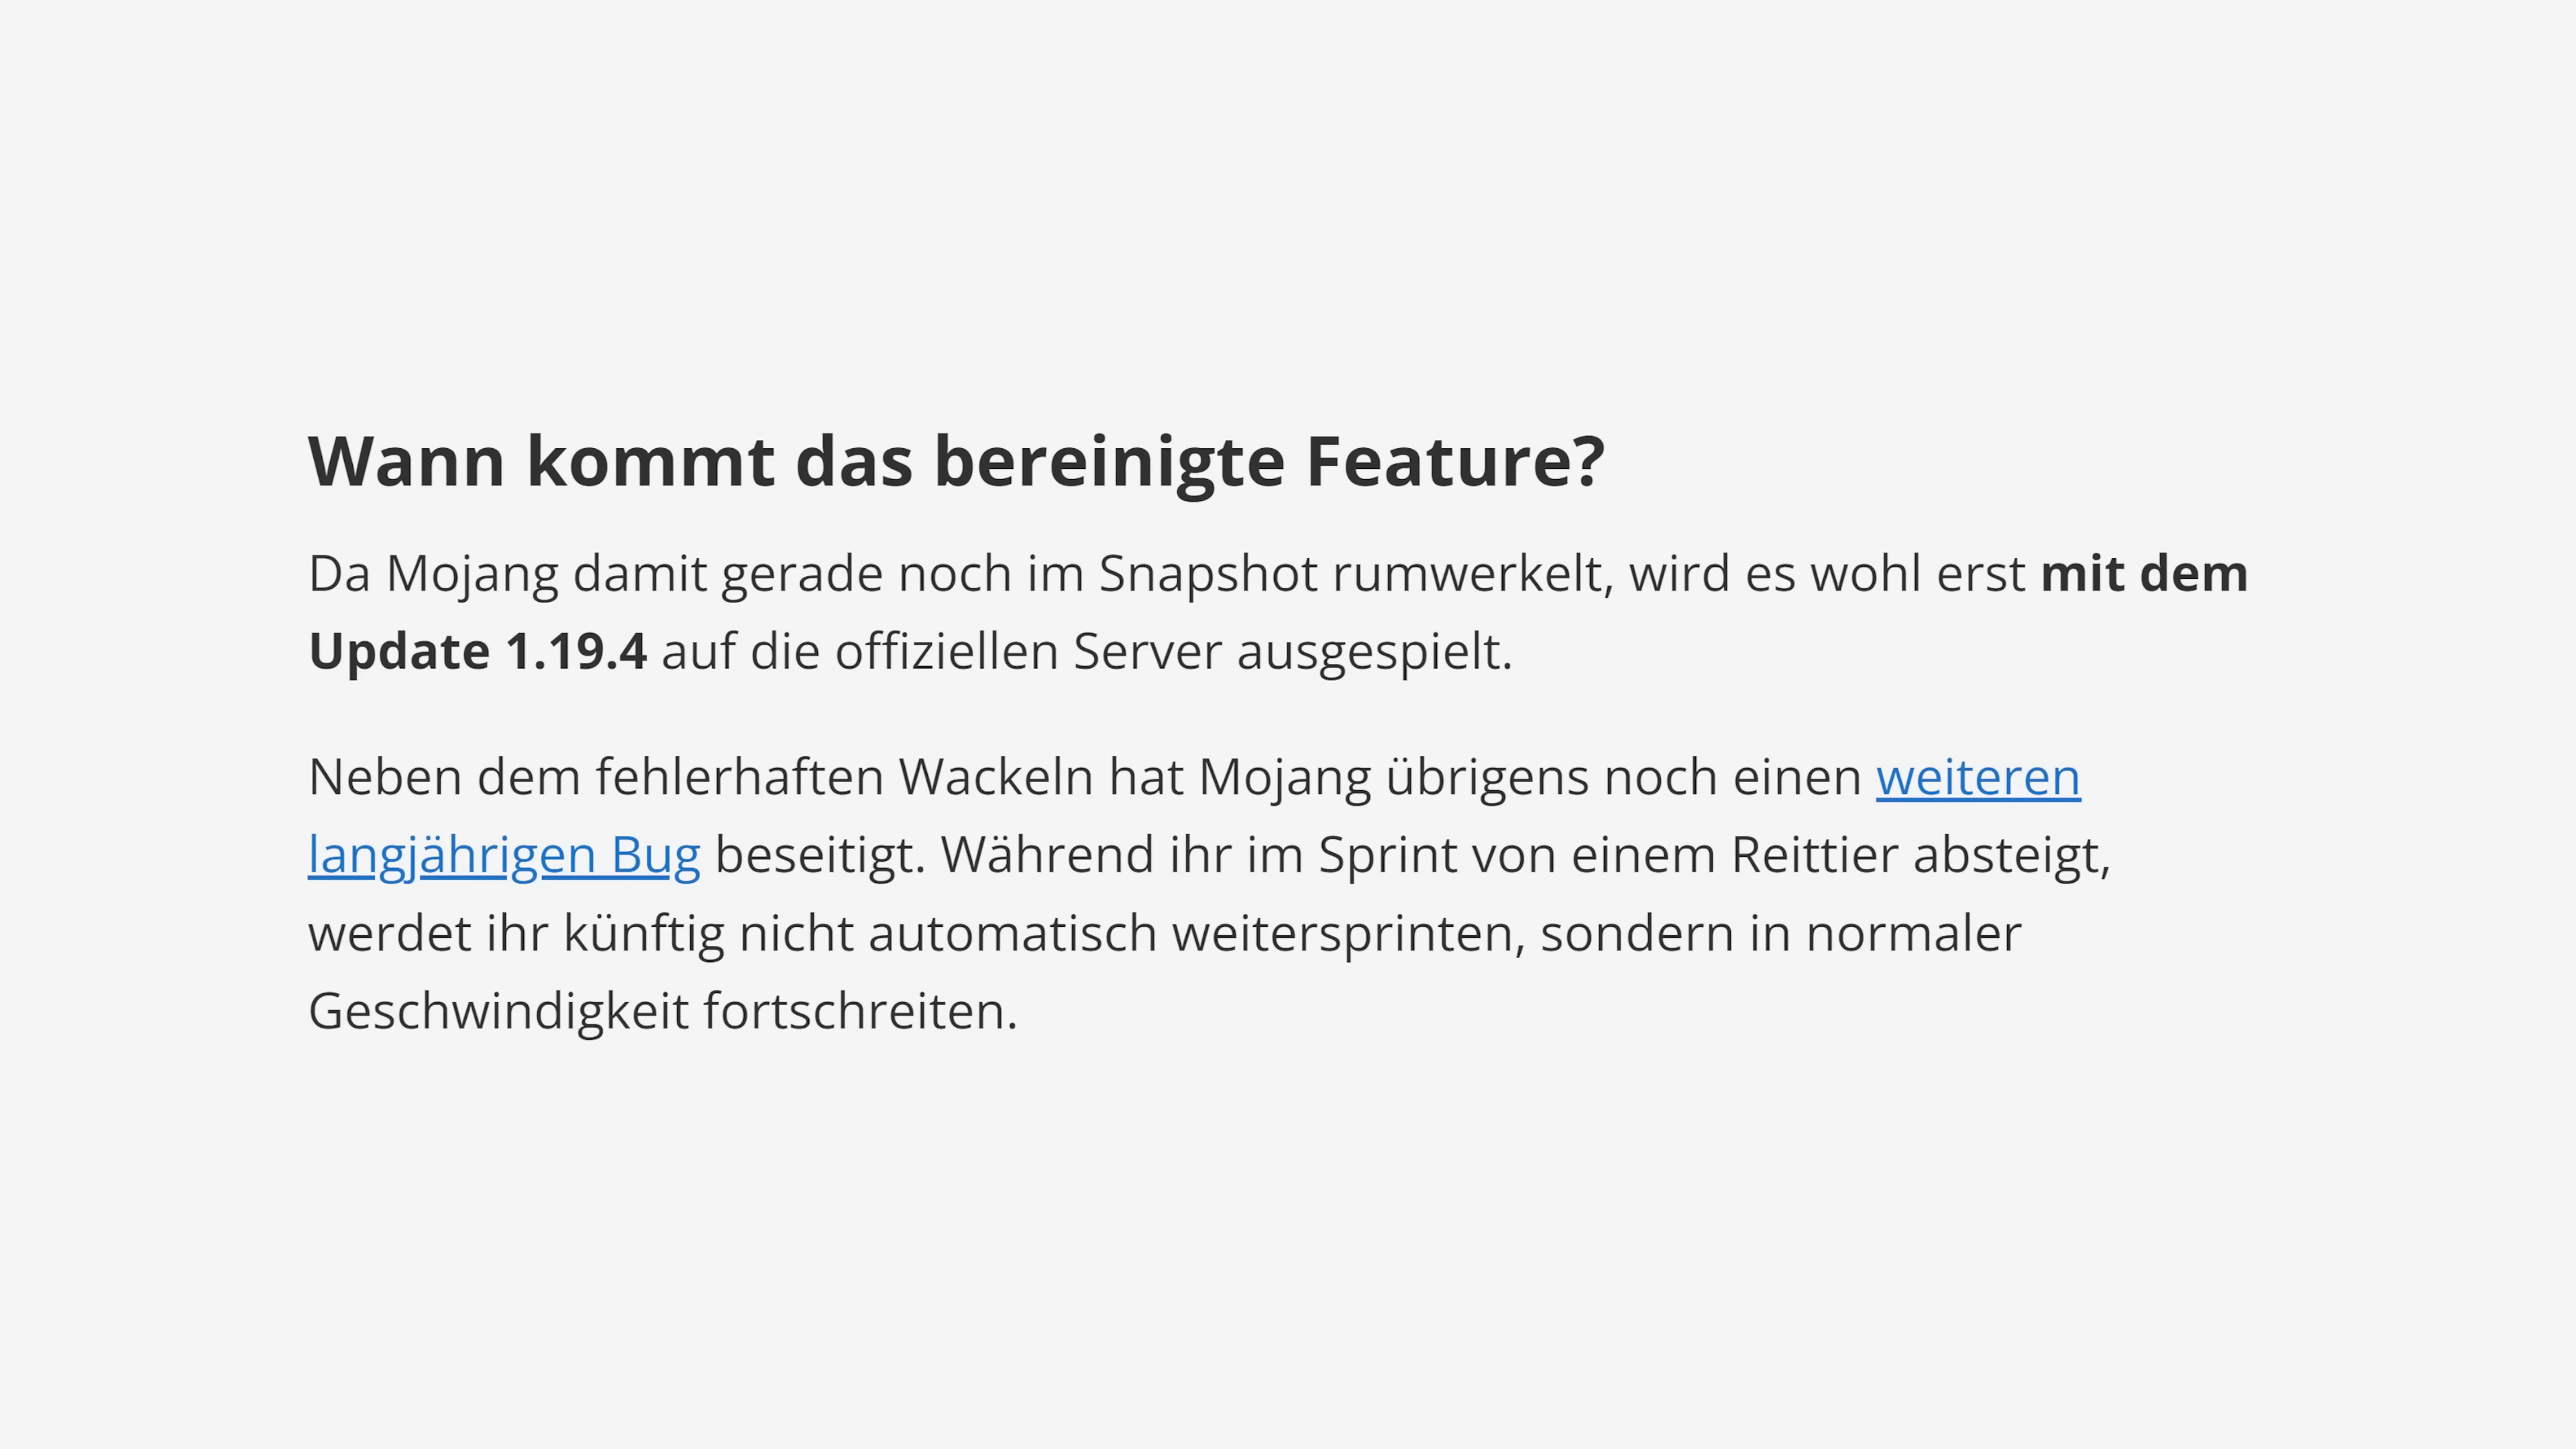 Wann kommt das bereinigte Feature?
Da Mojang damit gerade noch im Snapshot rumwerkelt, wird es wohl erst mit dem
Update 1.19.4 auf die offiziellen Server ausgespielt.
Neben dem fehlerhaften Wackeln hat Mojang übrigens noch einen weiteren
langjährigen Bug beseitigt. Während ihr im Sprint von einem Reittier absteigt,
werdet ihr künftig nicht automatisch weitersprinten, sondern in normaler
Geschwindigkeit fortschreiten.